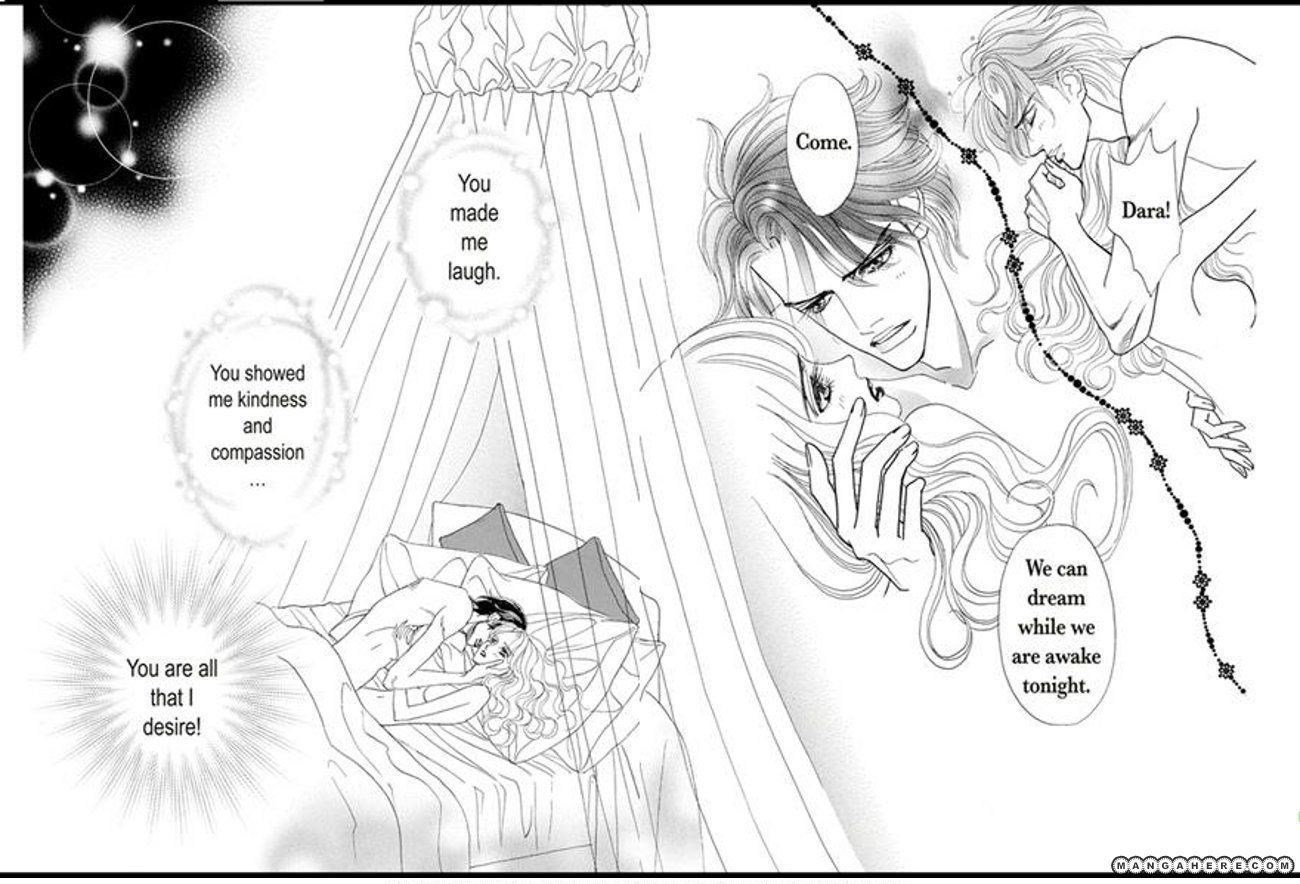 Dara!
Come.
We can
dream
while we
are awake
tonight.
You
made
me
laugh.
You showed
me kindness
and
compassion
...
You are all
that I
desire!
MANGAHERE.COM